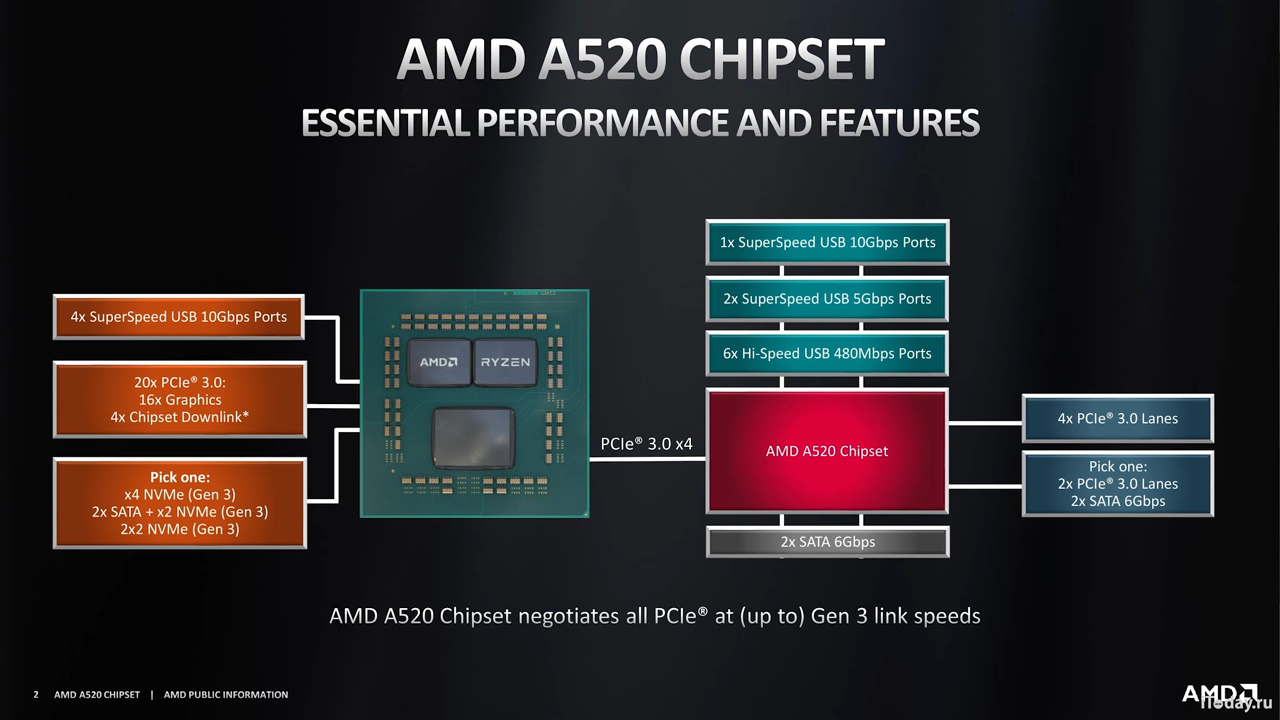 AMD A520 CHIPSET
ESSENTIAL PERFORMANCE AND FEATURES
4x SuperSpeed USB 10Gbps Ports
20x PCIe® 3.0:
16x Graphics
4x Chipset Downlink*
Pick one:
x4 NVMe (Gen 3)
2x SATA + x2 NVMe (Gen 3)
2x2 NVMe (Gen 3)
AMD
RYZEN
PCIe® 3.0 x4
1x SuperSpeed USB 10Gbps Ports
2x SuperSpeed USB 5Gbps Ports
6x Hi-Speed USB 480Mbps Ports
AMD A520 Chipset
2x SATA 6Gbps
4x PCIe® 3.0 Lanes
Pick one:
2x PCIe® 3.0 Lanes
2x SATA 6Gbps
AMD A520 Chipset negotiates all PCIe® at (up to) Gen 3 link speeds
2 AMD A520 CHIPSET | AMD PUBLIC INFORMATION
AMD
ITday.ru